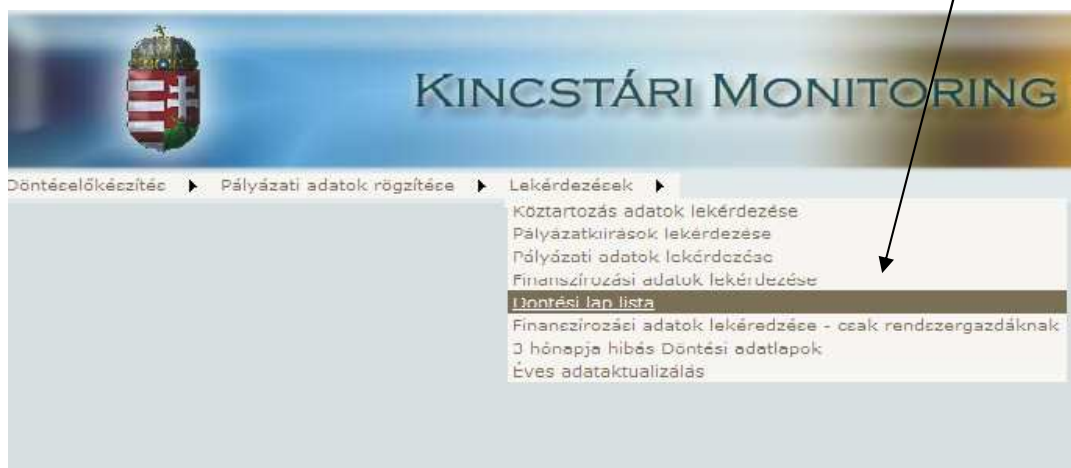 KINCSTÁRI MONITORING
Döntéselőkészítés Pályázati adatok rögzítése Lekérdezések
Köztartozás adatok lekérdezése
Pályázatkiírások lekérdezése
Pályázati adatok lekérdezése
Finanszírozási adatok lekérdezése
Döntési lap lista
Finanszírozási adatok lekéredzése - csak rendszergazdáknak
3 hónapja hibás Döntési adatlapok
Éves adataktualizálás